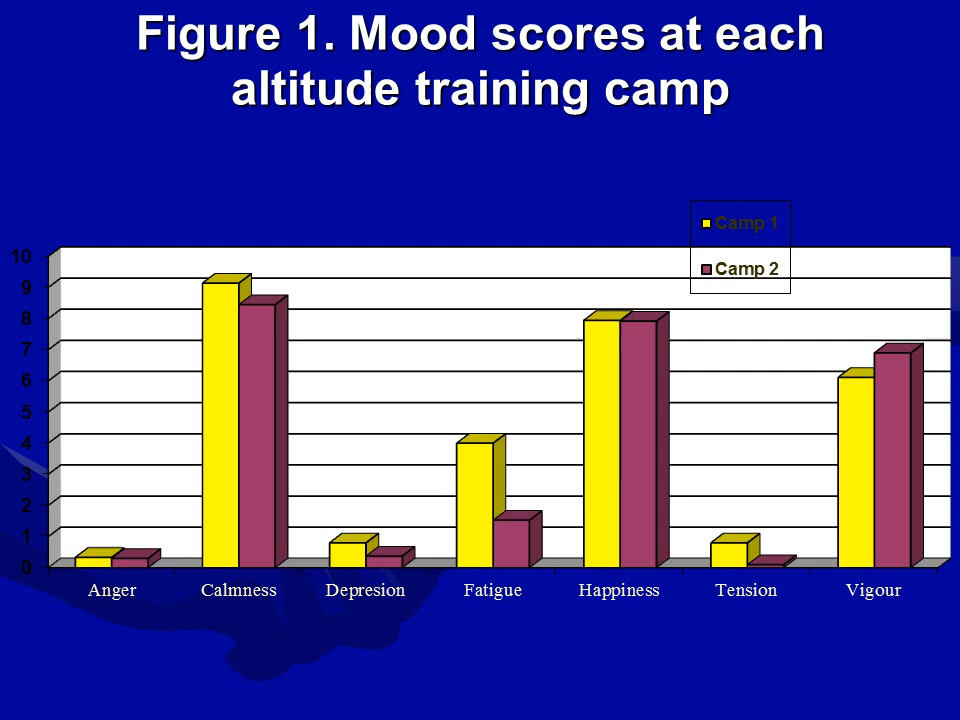 Figure 1. Mood scores at each
altitude training camp
Camp 1
Camp 2
10
9
8
7
6
5
4
3
2
1
0
Anger Calmness Depresion Fatigue Happiness Tension Vigour